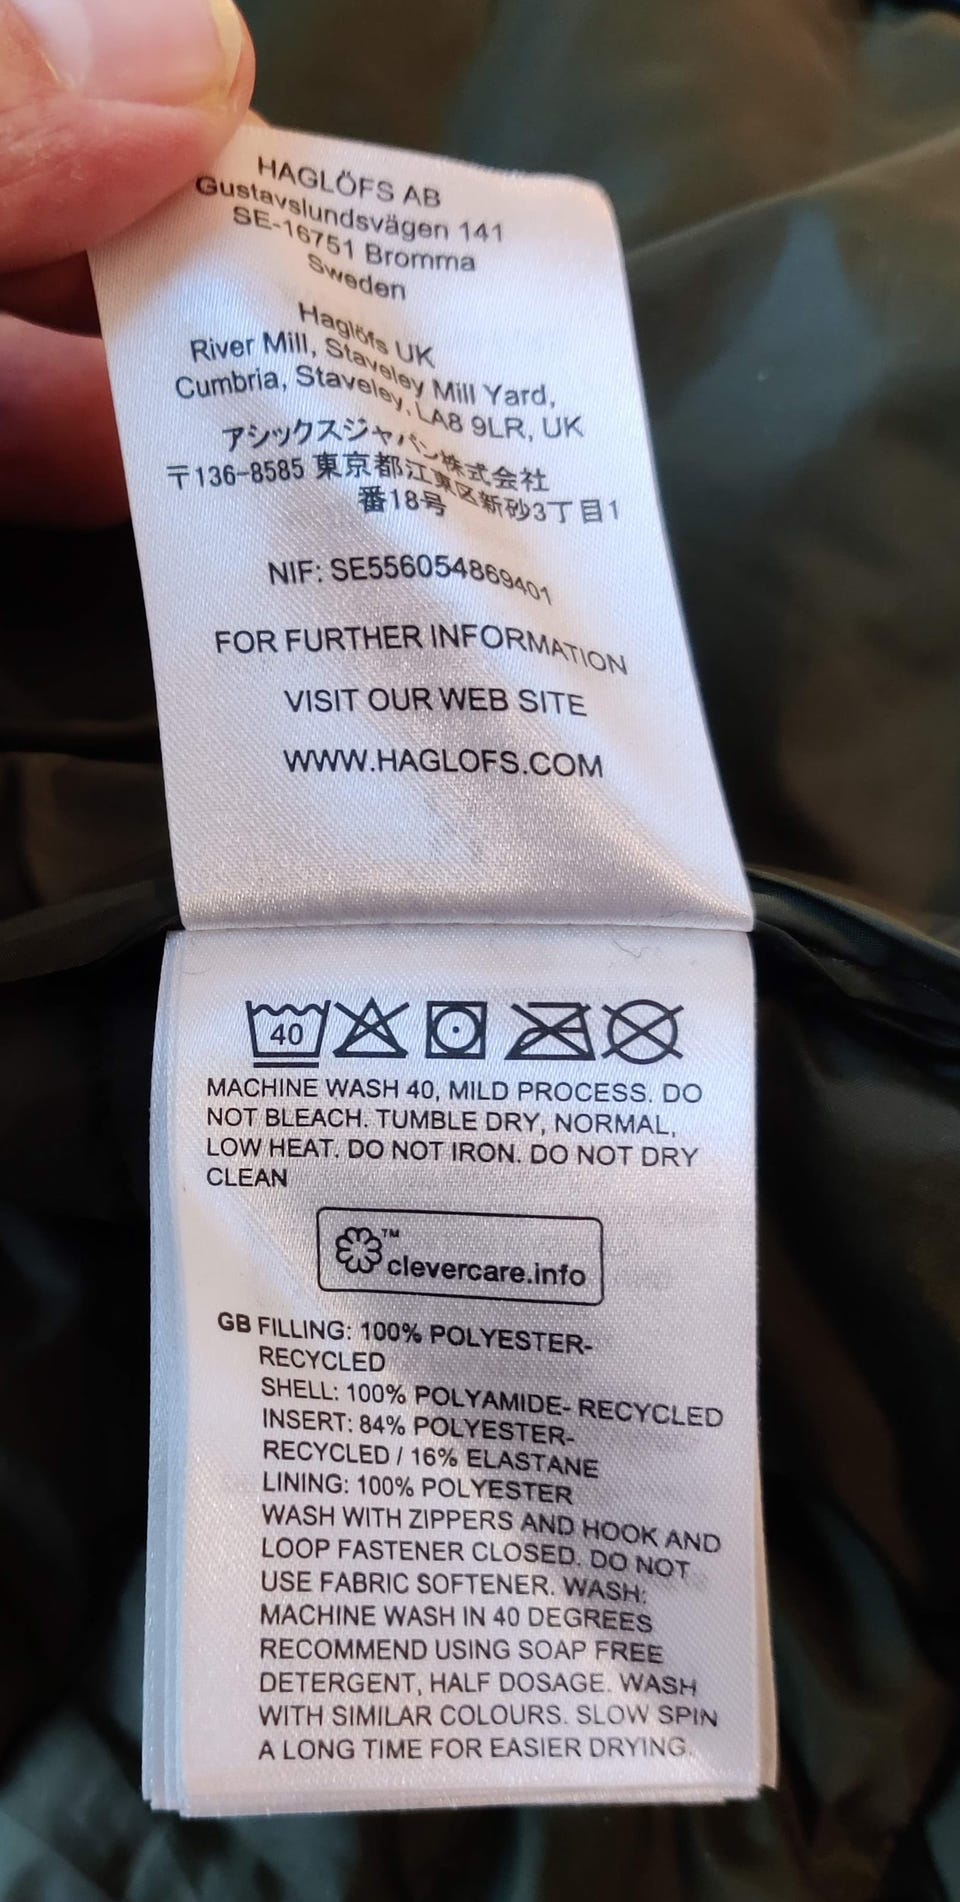 HAGLÖFS AB
Gustavslundsvägen 141
SE-16751 Bromma
Sweden
Haglöfs UK
River Mill, Staveley Mill Yard,
Cumbria, Staveley, LA8 9LR, UK
アシックスジャパン株式会社
〒136-8585 東京都江東区新砂3丁目1
番18号
NIF: SE556054869401
FOR FURTHER INFORMATION
VISIT OUR WEB SITE
WWW.HAGLOFS.COM
40
MACHINE WASH 40, MILD PROCESS. DO
NOT BLEACH. TUMBLE DRY, NORMAL,
LOW HEAT. DO NOT IRON. DO NOT DRY
CLEAN
™
clevercare.info
GB FILLING: 100% POLYESTER-
RECYCLED
SHELL: 100% POLYAMIDE- RECYCLED
INSERT: 84% POLYESTER-
RECYCLED / 16% ELASTANE
LINING: 100% POLYESTER
WASH WITH ZIPPERS AND HOOK AND
LOOP FASTENER CLOSED. DO NOT
USE FABRIC SOFTENER. WASH:
MACHINE WASH IN 40 DEGREES
RECOMMEND USING SOAP FREE
DETERGENT, HALF DOSAGE. WASH
WITH SIMILAR COLOURS. SLOW SPIN
A LONG TIME FOR EASIER DRYING.